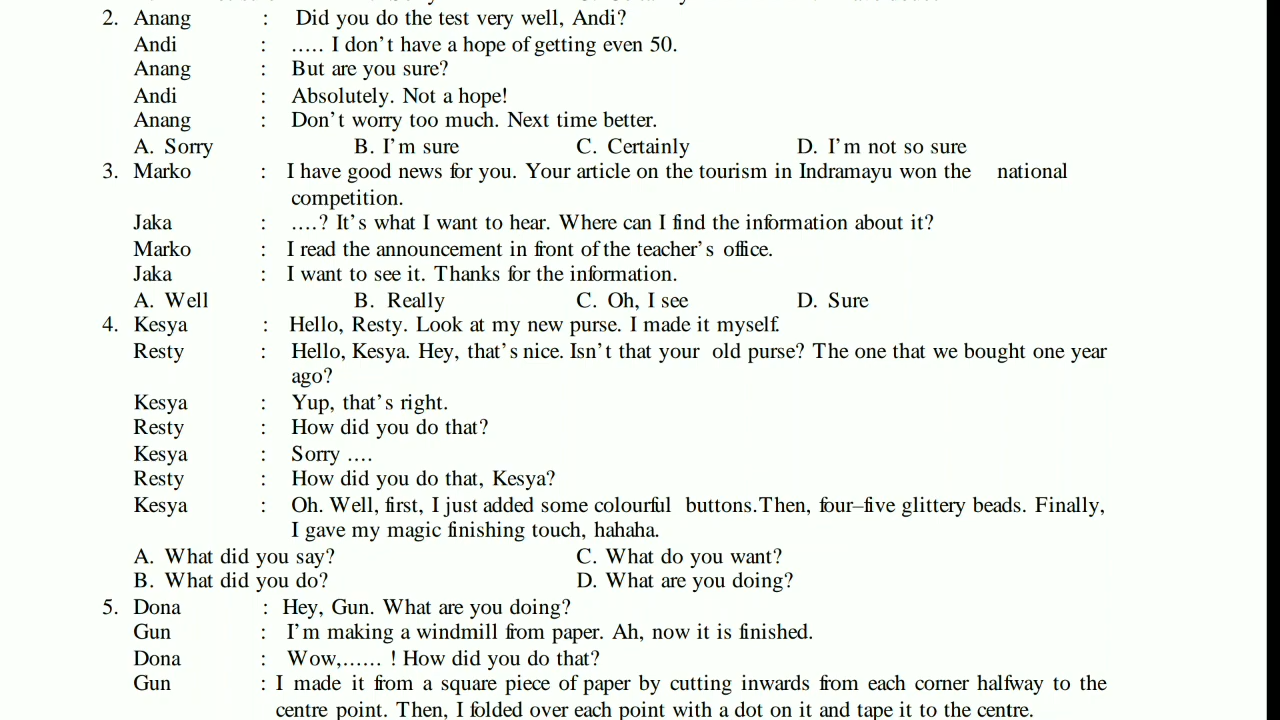 2. Anang : Did you do the test very well, Andi?
Andi : ..... I don't have a hope of getting even 50.
Anang : But are you sure?
Andi : Absolutely. Not a hope!
Anang : Don't worry too much. Next time better.
A. Sorry B. I'm sure C. Certainly D. I'm not so sure
3. Marko : I have good news for you. Your article on the tourism in Indramayu won the national
competition.
Jaka : ....? It's what I want to hear. Where can I find the information about it?
Marko : I read the announcement in front of the teacher's office.
Jaka : I want to see it. Thanks for the information.
A. Well B. Really C. Oh, I see D. Sure
4. Kesya : Hello, Resty. Look at my new purse. I made it myself.
Resty : Hello, Kesya. Hey, that's nice. Isn't that your old purse? The one that we bought one year
ago?
Kesya : Yup, that's right.
Resty : How did you do that?
Kesya : Sorry ....
Resty : How did you do that, Kesya?
Kesya : Oh. Well, first, I just added some colourful buttons.Then, four–five glittery beads. Finally,
I gave my magic finishing touch, hahaha.
A. What did you say? C. What do you want?
B. What did you do? D. What are you doing?
5. Dona : Hey, Gun. What are you doing?
Gun : I'm making a windmill from paper. Ah, now it is finished.
Dona : Wow,...... ! How did you do that?
Gun : I made it from a square piece of paper by cutting inwards from each corner halfway to the
centre point. Then, I folded over each point with a dot on it and tape it to the centre.